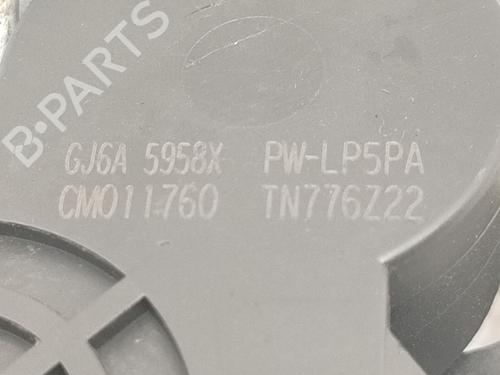 GJ6A 5958X PW-LP5PA
CM011760 TN776Z22
B-PARTS